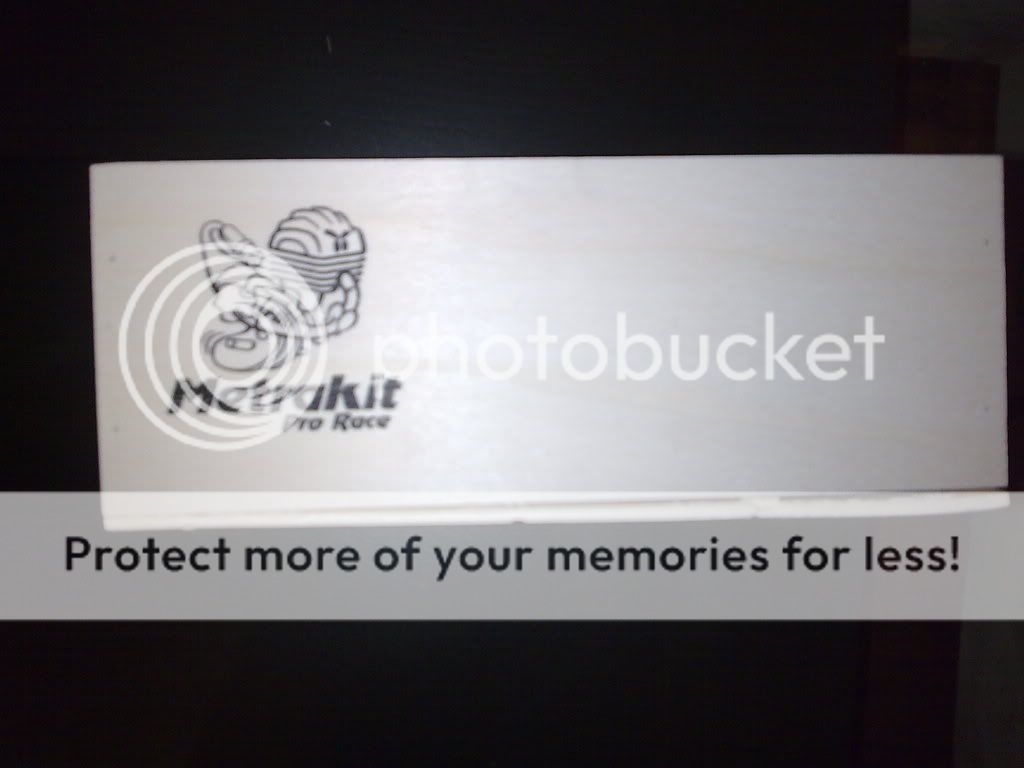 photobucket
Metrakit
Pro Race
Protect more of your memories for less!